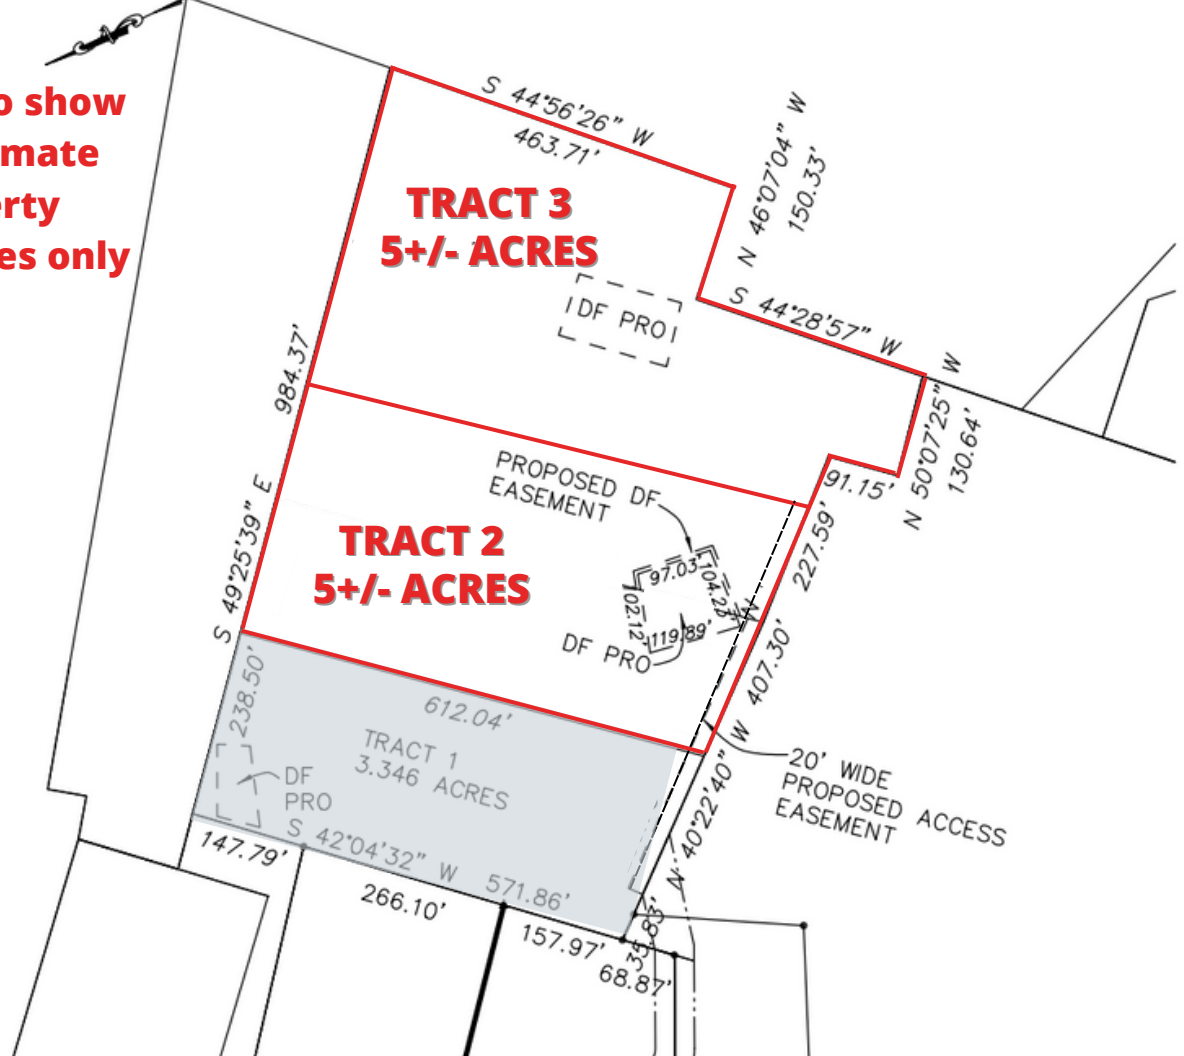 o show
mate
rty
es only
S 44°56'26" W
463.71'
N 46°07'04" W
150.33'
TRACT 3
5+/- ACRES
DF PRO
S 44°28'57" W
N 50°07'25" W
130.64'
984.37'
S 49°25'39" E
91.15'
227.59'
PROPOSED DF
EASEMENT
TRACT 2
5+/- ACRES
97.03'
104.23'
102.12'
119.89'
DF PRO
407.30'
N 40°22'40" W
238.50'
612.04'
TRACT 1
3.346 ACRES
DF
PRO
20' WIDE
PROPOSED ACCESS
EASEMENT
S 42°04'32" W
571.86'
147.79'
266.10'
157.97'
35.83'
68.87'